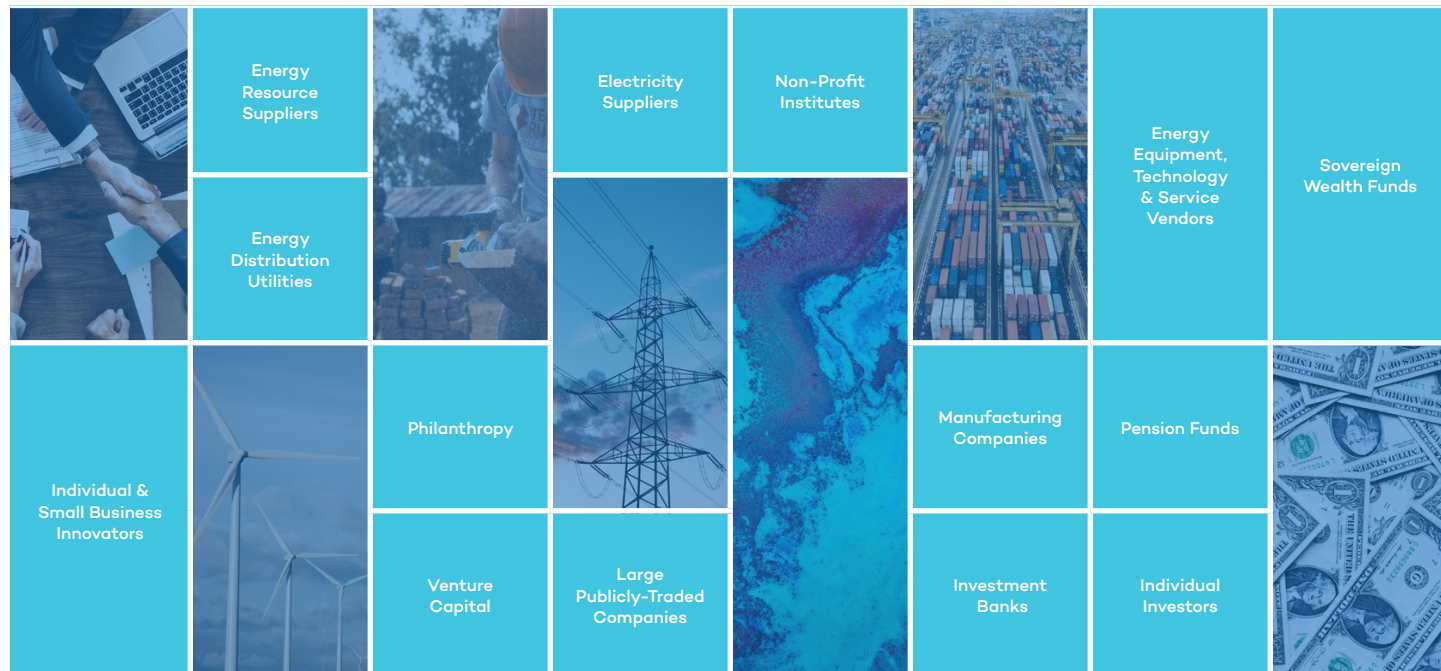 Energy
Resource
Suppliers
Electricity
Suppliers
Non-Profit
Institutes
Energy
Equipment,
Technology
& Service
Vendors
Sovereign
Wealth Funds
Energy
Distribution
Utilities
Individual &
Small Business
Innovators
Philanthropy
Manufacturing
Companies
Pension Funds
Venture
Capital
Large
Publicly-Traded
Companies
Investment
Banks
Individual
Investors